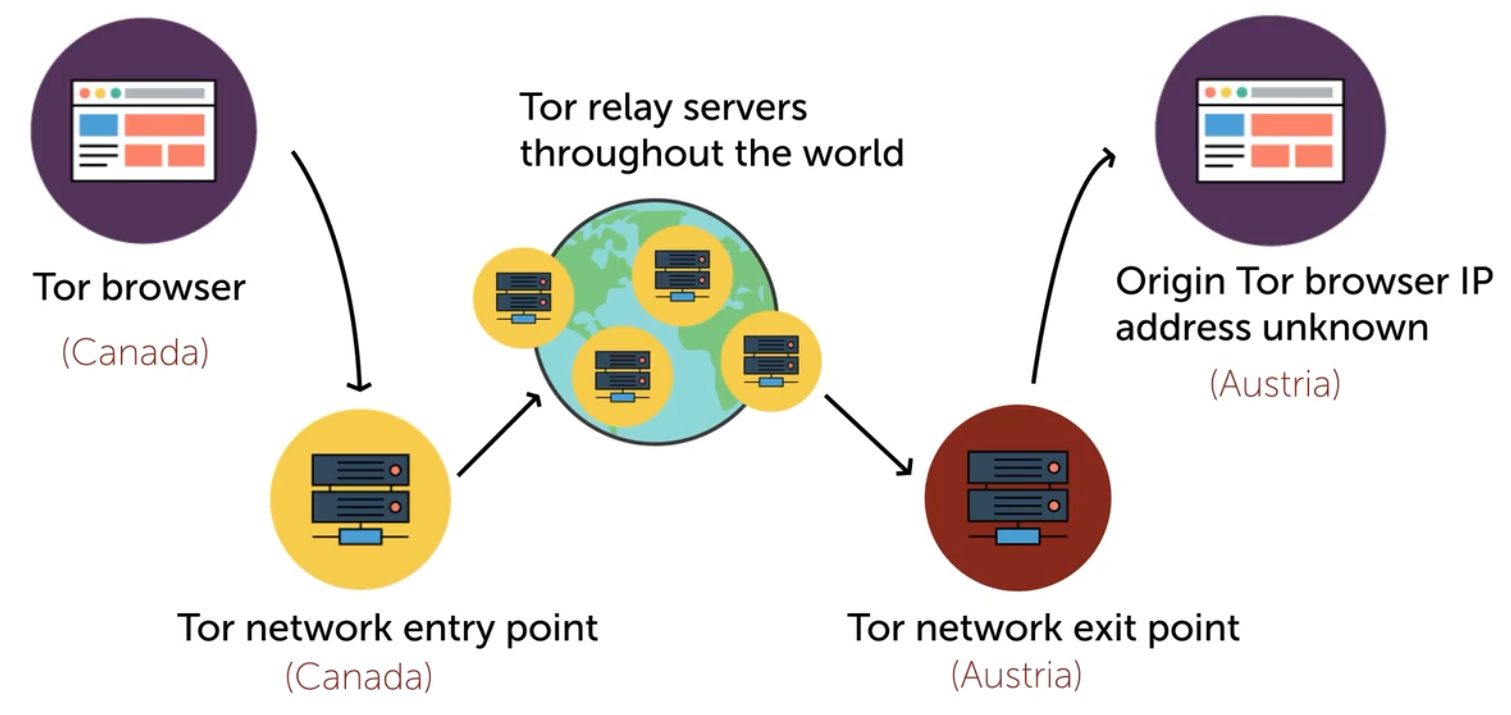 Tor relay servers
throughout the world
Tor browser
(Canada)
Origin Tor browser IP
address unknown
(Austria)
Tor network entry point
(Canada)
Tor network exit point
(Austria)